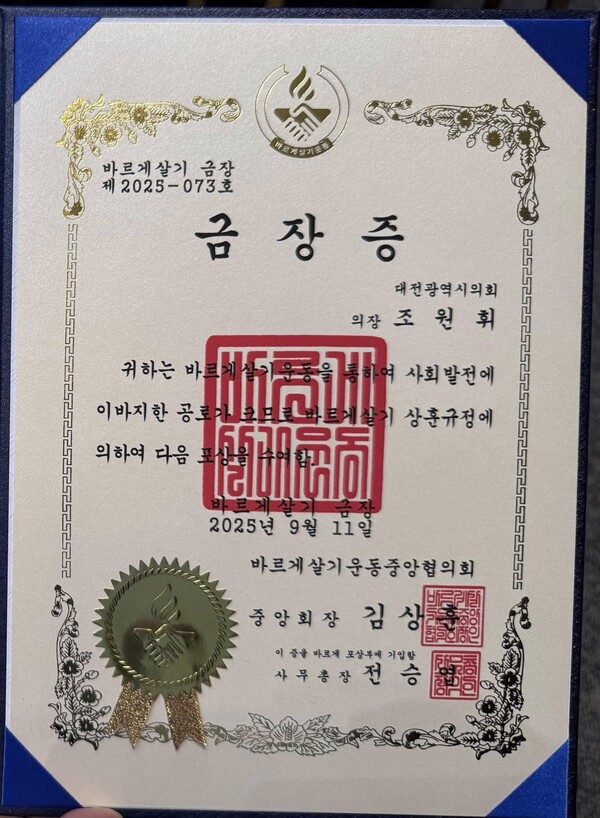 바르게살기운동
바르게살기 금장
제2025-073호
금장증
대전광역시의회
의장 조원휘
귀하는 바르게살기운동을 통하여 사회발전에
이바지한 공로가 크므로 바르게살기 상훈규정에
의하여 다음 포상을 수여함.
바르게살기 금장
2025년 9월 11일
바르게살기운동중앙협의회
중앙회장 김상훈
이 증을 바르게 포상부에 기입함
사무총장 전승엽